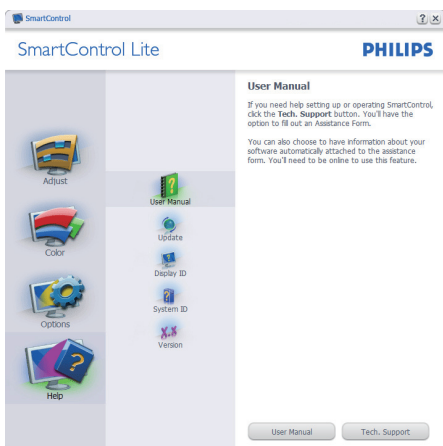 SmartControl
SmartControl Lite
PHILIPS
Adjust
Color
Options
Help
User Manual
Update
Display ID
System ID
X.X
Version
User Manual
If you need help setting up or operating SmartControl,
click the Tech. Support button. You'll have the
option to fill out an Assistance Form.
You can also choose to have information about your
software automatically attached to the assistance
form. You'll need to be online to use this feature.
User Manual
Tech. Support